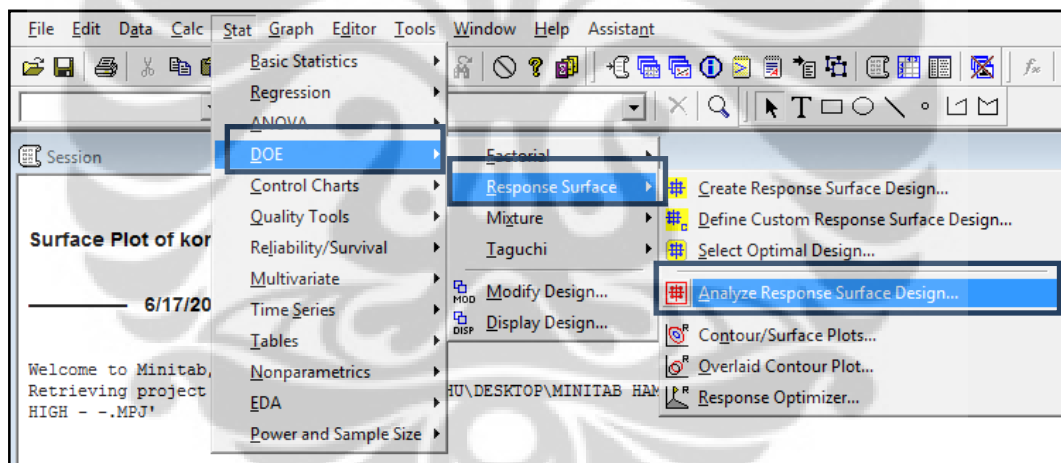 File Edit Data Calc Stat Graph Editor Tools Window Help Assistant
Session
Surface Plot of kor
6/17/20
Welcome to Minitab,
Retrieving project HU\DESKTOP\MINITAB HAM
HIGH - -.MPJ'
Basic Statistics
Regression
ANOVA
DOE
Control Charts
Quality Tools
Reliability/Survival
Multivariate
Time Series
Tables
Nonparametrics
EDA
Power and Sample Size
Factorial
Response Surface
Mixture
Taguchi
MOD Modify Design...
DISP Display Design...
Create Response Surface Design...
Define Custom Response Surface Design...
Select Optimal Design...
Analyze Response Surface Design...
Contour/Surface Plots...
Overlaid Contour Plot...
Response Optimizer...